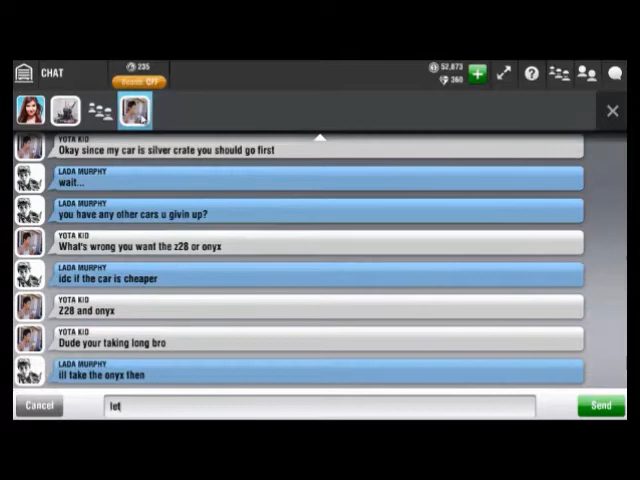 CHAT
235
Boosts OFF
52,873
360
YOTA KID
Okay since my car is silver crate you should go first
LADA MURPHY
wait...
LADA MURPHY
you have any other cars u givin up?
YOTA KID
What's wrong you want the z28 or onyx
LADA MURPHY
idc if the car is cheaper
YOTA KID
Z28 and onyx
YOTA KID
Dude your taking long bro
LADA MURPHY
ill take the onyx then
Cancel
let
Send